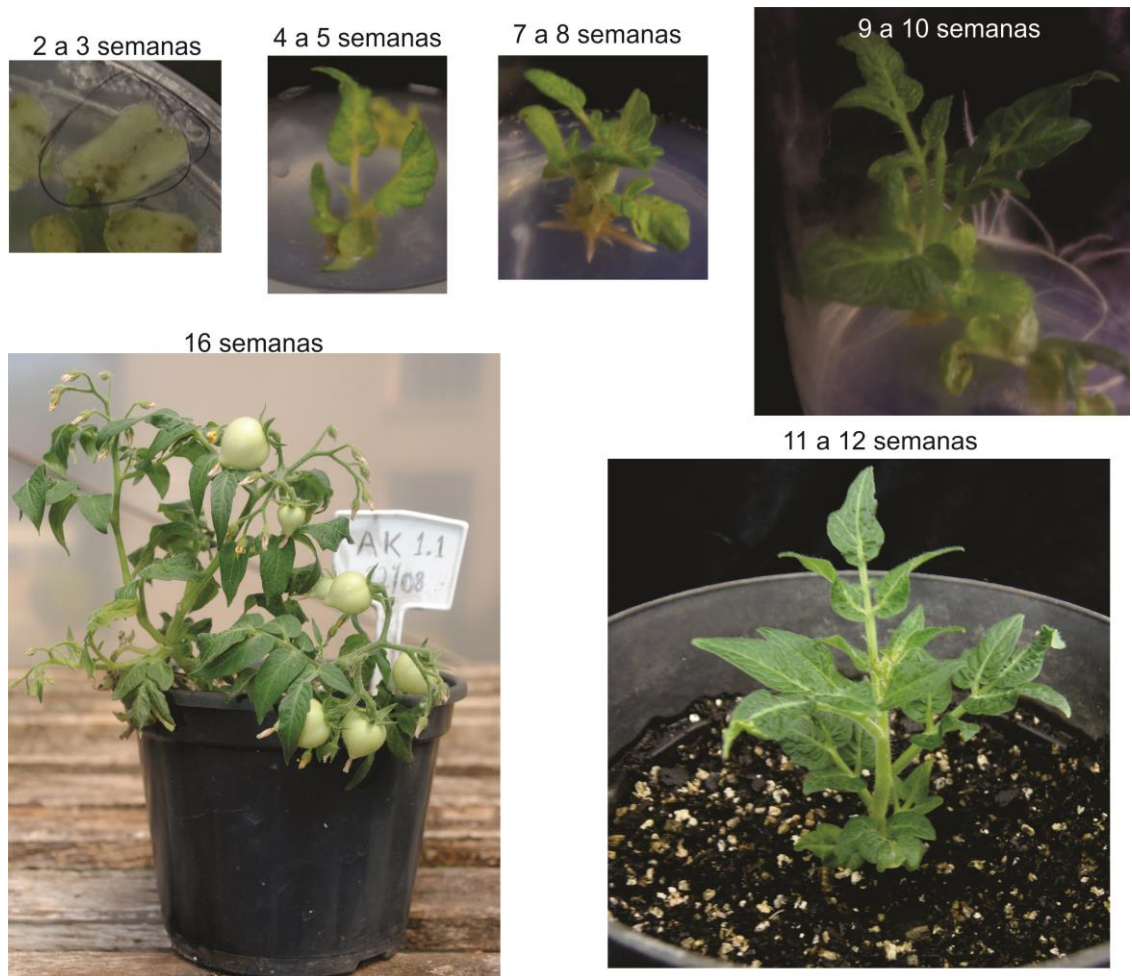 2 a 3 semanas
4 a 5 semanas
7 a 8 semanas
9 a 10 semanas
16 semanas
AK 1.1
11 a 12 semanas